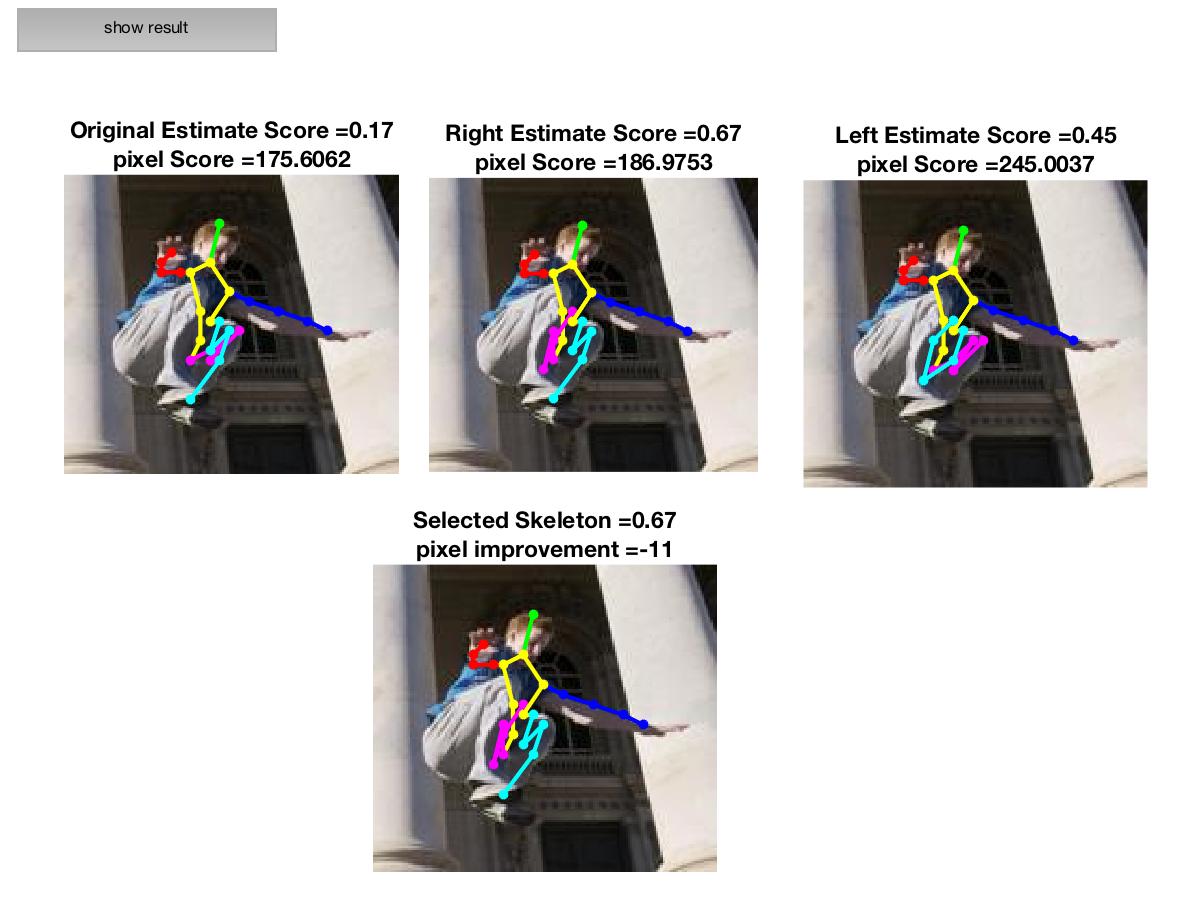 show result
Original Estimate Score =0.17
pixel Score =175.6062
Right Estimate Score =0.67
pixel Score =186.9753
Left Estimate Score =0.45
pixel Score =245.0037
Selected Skeleton =0.67
pixel improvement =-11